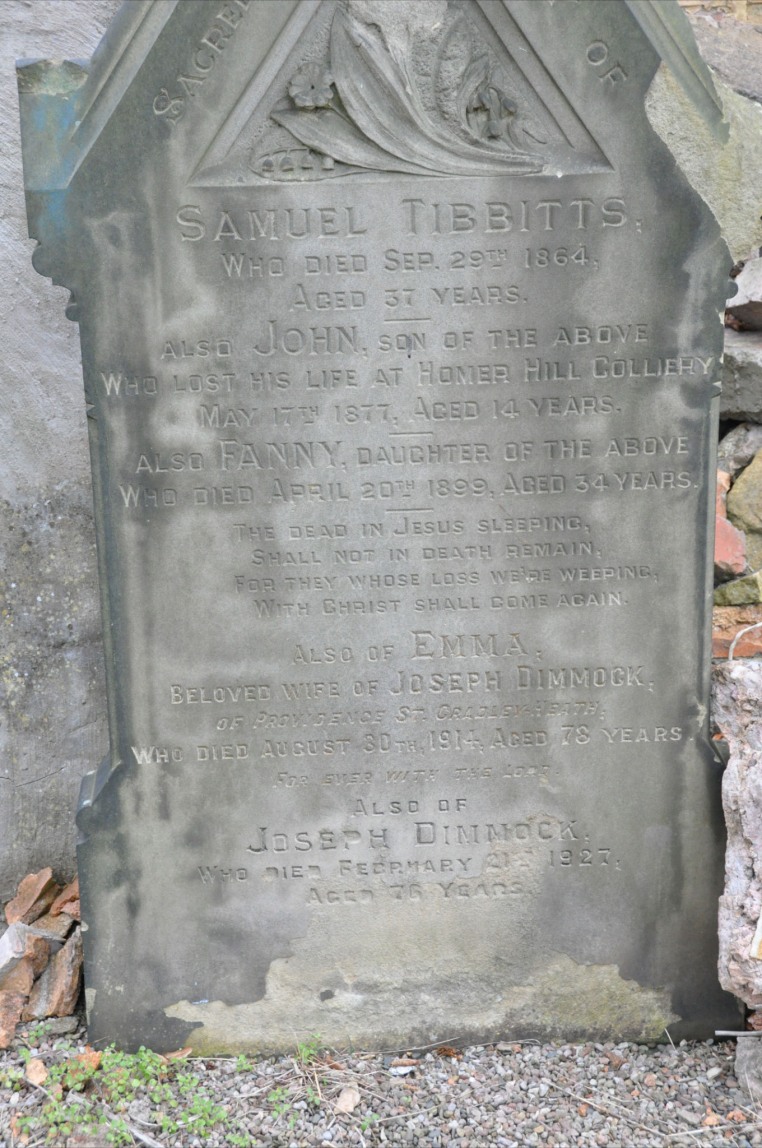 SACRED OF
SAMUEL TIBBITTS,
WHO DIED SEP. 29TH 1864,
AGED 37 YEARS.
ALSO JOHN, SON OF THE ABOVE
WHO LOST HIS LIFE AT HOMER HILL COLLIERY
MAY 17TH 1877, AGED 14 YEARS.
ALSO FANNY, DAUGHTER OF THE ABOVE
WHO DIED APRIL 20TH 1899, AGED 34 YEARS.
THE DEAD IN JESUS SLEEPING,
SHALL NOT IN DEATH REMAIN,
FOR THEY WHOSE LOSS WE'RE WEEPING,
WITH CHRIST SHALL COME AGAIN.
ALSO OF EMMA,
BELOVED WIFE OF JOSEPH DIMMOCK,
OF PROVIDENCE ST. CRADLEY-HEATH;
WHO DIED AUGUST 30TH, 1914, AGED 78 YEARS.
FOR EVER WITH THE LORD.
ALSO OF
JOSEPH DIMMOCK,
WHO DIED FEBRUARY 21ST 1927,
AGED 76 YEARS.